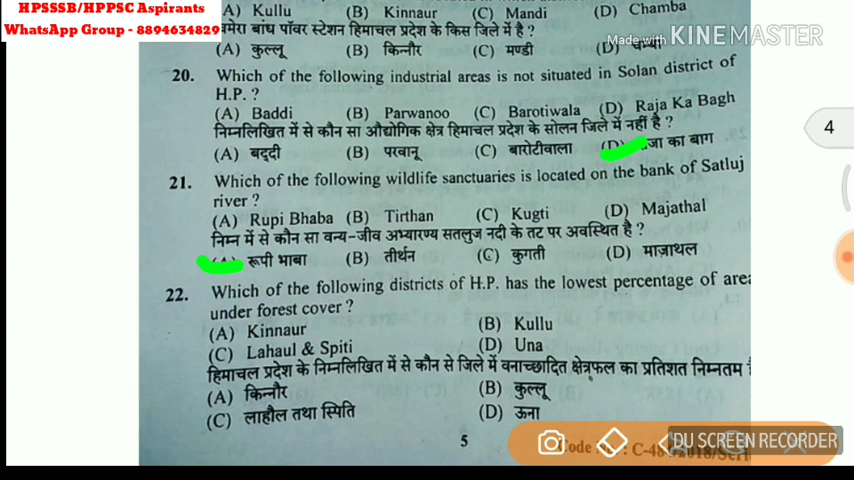 HPSSSB/HPPSC Aspirants
WhatsApp Group - 8894634829
A) Kullu (B) Kinnaur (C) Mandi (D) Chamba
चमेरा बांध पॉवर स्टेशन हिमाचल प्रदेश के किस जिले में है ?
(A) कुल्लू (B) किन्नौर (C) मण्डी (D)
Made with KINEMASTER
20. Which of the following industrial areas is not situated in Solan district of
H.P. ?
(A) Baddi (B) Parwanoo (C) Barotiwala (D) Raja Ka Bagh
निम्नलिखित में से कौन सा औद्योगिक क्षेत्र हिमाचल प्रदेश के सोलन जिले में नहीं है ?
(A) बद्दी (B) परवानू (C) बारोटीवाला (D) का बाग
4
21. Which of the following wildlife sanctuaries is located on the bank of Satluj
river ?
(A) Rupi Bhaba (B) Tirthan (C) Kugti (D) Majathal
निम्न में से कौन सा वन्य-जीव अभ्यारण्य सतलुज नदी के तट पर अवस्थित है ?
(A) रूपी भाबा (B) तीर्थन (C) कुगती (D) माज़ाथल
22. Which of the following districts of H.P. has the lowest percentage of area
under forest cover ?
(A) Kinnaur (B) Kullu
(C) Lahaul & Spiti (D) Una
हिमाचल प्रदेश के निम्नलिखित में से कौन से जिले में वनाच्छादित क्षेत्रफल का प्रतिशत निम्नतम
(A) किन्नौर (B) कुल्लू
(C) लाहौल तथा स्पिति (D) ऊना
5
DU SCREEN RECORDER